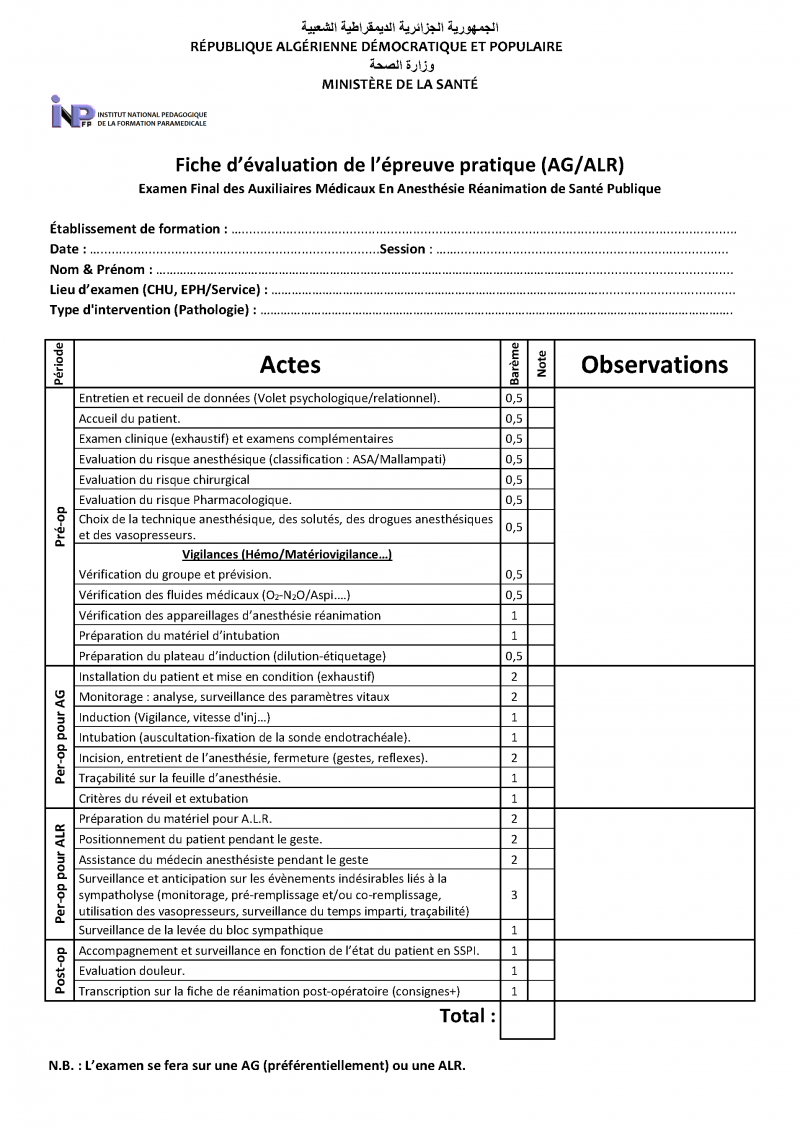 الجمهورية الجزائرية الديمقراطية الشعبية
RÉPUBLIQUE ALGÉRIENNE DÉMOCRATIQUE ET POPULAIRE
وزارة الصحة
MINISTÈRE DE LA SANTÉ
iNP FP
INSTITUT NATIONAL PEDAGOGIQUE
DE LA FORMATION PARAMEDICALE
Fiche d’évaluation de l’épreuve pratique (AG/ALR)
Examen Final des Auxiliaires Médicaux En Anesthésie Réanimation de Santé Publique
Établissement de formation : ...
Date : ... Session : ...
Nom & Prénom : ...
Lieu d’examen (CHU, EPH/Service) : ...
Type d'intervention (Pathologie) : ...
Période Actes Barème Note Observations
Pré-op
Entretien et recueil de données (Volet psychologique/relationnel). 0,5
Accueil du patient. 0,5
Examen clinique (exhaustif) et examens complémentaires 0,5
Evaluation du risque anesthésique (classification : ASA/Mallampati) 0,5
Evaluation du risque chirurgical 0,5
Evaluation du risque Pharmacologique. 0,5
Choix de la technique anesthésique, des solutés, des drogues anesthésiques
et des vasopresseurs. 0,5
Vigilances (Hémo/Matériovigilance…)
Vérification du groupe et prévision. 0,5
Vérification des fluides médicaux (O₂-N₂O/Aspi....) 0,5
Vérification des appareillages d’anesthésie réanimation 1
Préparation du matériel d’intubation 1
Préparation du plateau d’induction (dilution-étiquetage) 0,5
Per-op pour AG
Installation du patient et mise en condition (exhaustif) 2
Monitorage : analyse, surveillance des paramètres vitaux 2
Induction (Vigilance, vitesse d'inj…) 1
Intubation (auscultation-fixation de la sonde endotrachéale). 1
Incision, entretient de l’anesthésie, fermeture (gestes, reflexes). 2
Traçabilité sur la feuille d’anesthésie. 1
Critères du réveil et extubation 1
Per-op pour ALR
Préparation du matériel pour A.L.R. 2
Positionnement du patient pendant le geste. 2
Assistance du médecin anesthésiste pendant le geste 2
Surveillance et anticipation sur les évènements indésirables liés à la
sympatholyse (monitorage, pré-remplissage et/ou co-remplissage, 3
utilisation des vasopresseurs, surveillance du temps imparti, traçabilité)
Surveillance de la levée du bloc sympathique 1
Post-op
Accompagnement et surveillance en fonction de l’état du patient en SSPI. 1
Evaluation douleur. 1
Transcription sur la fiche de réanimation post-opératoire (consignes+) 1
Total :
N.B. : L’examen se fera sur une AG (préférentiellement) ou une ALR.